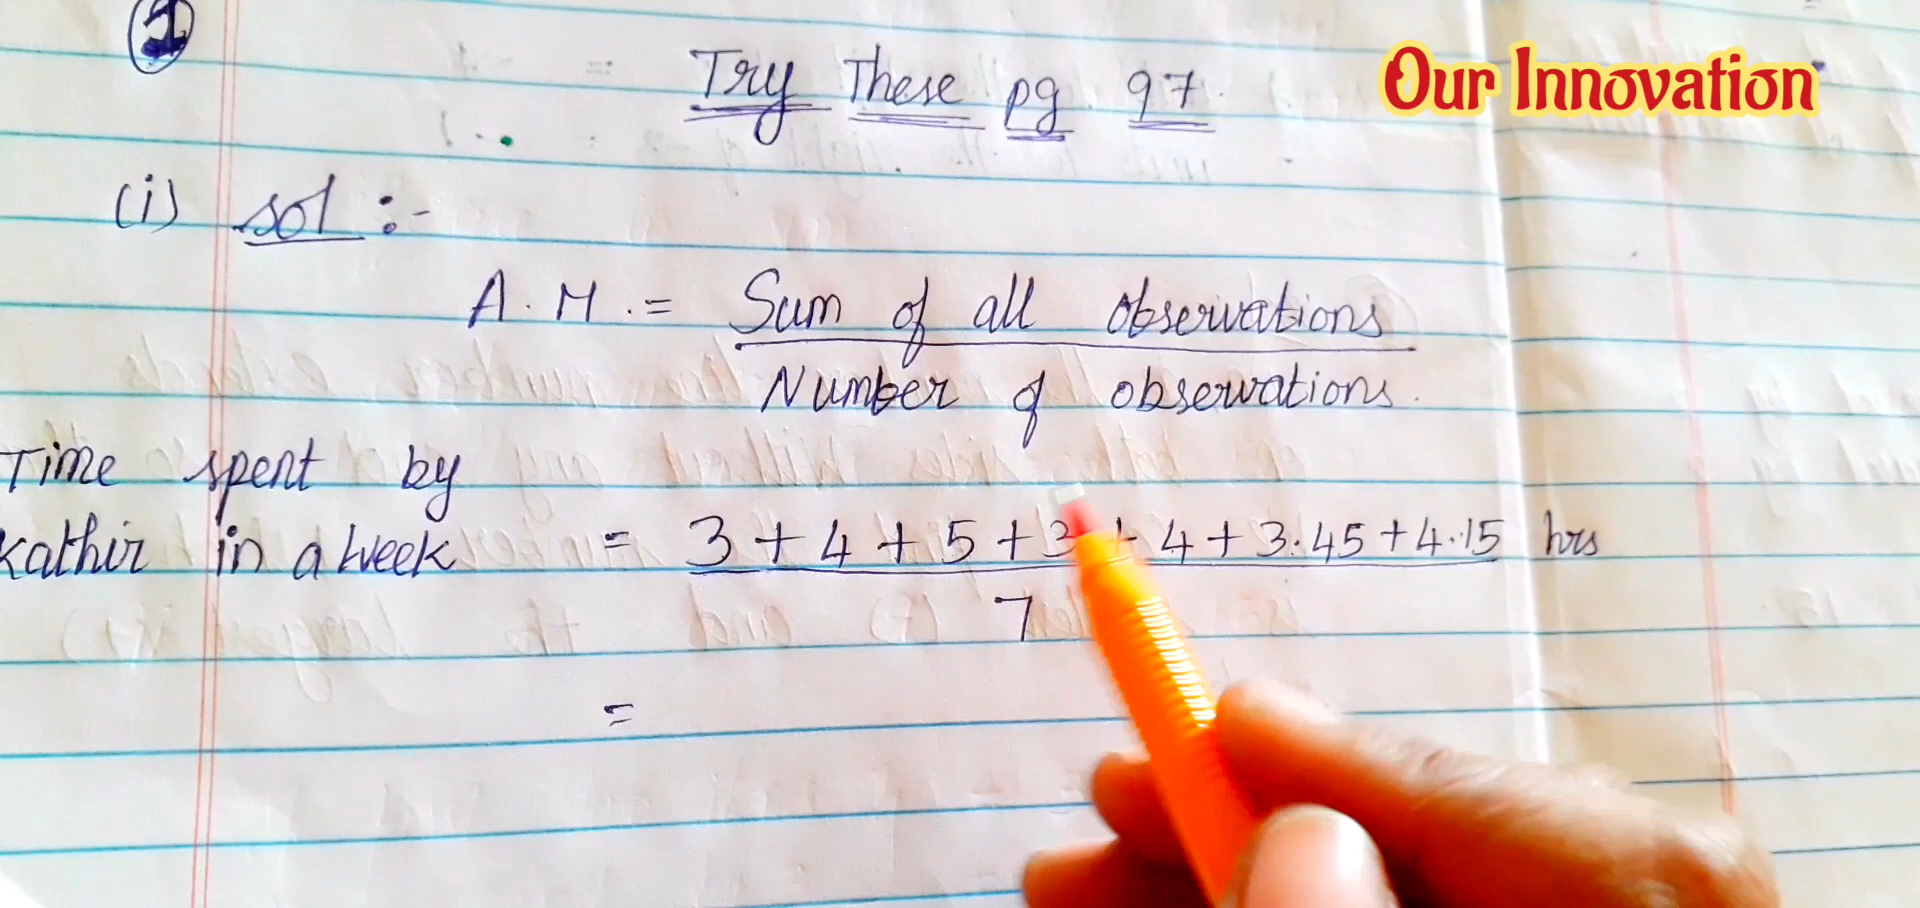 1
Our Innovation
Try These pg 97.
(i) sol :-
A.M. = Sum of all observations
Number of observations.
Time spent by
Kathir in a week = 3 + 4 + 5 + 3 + 4 + 3.45 + 4.15 hrs
7
=